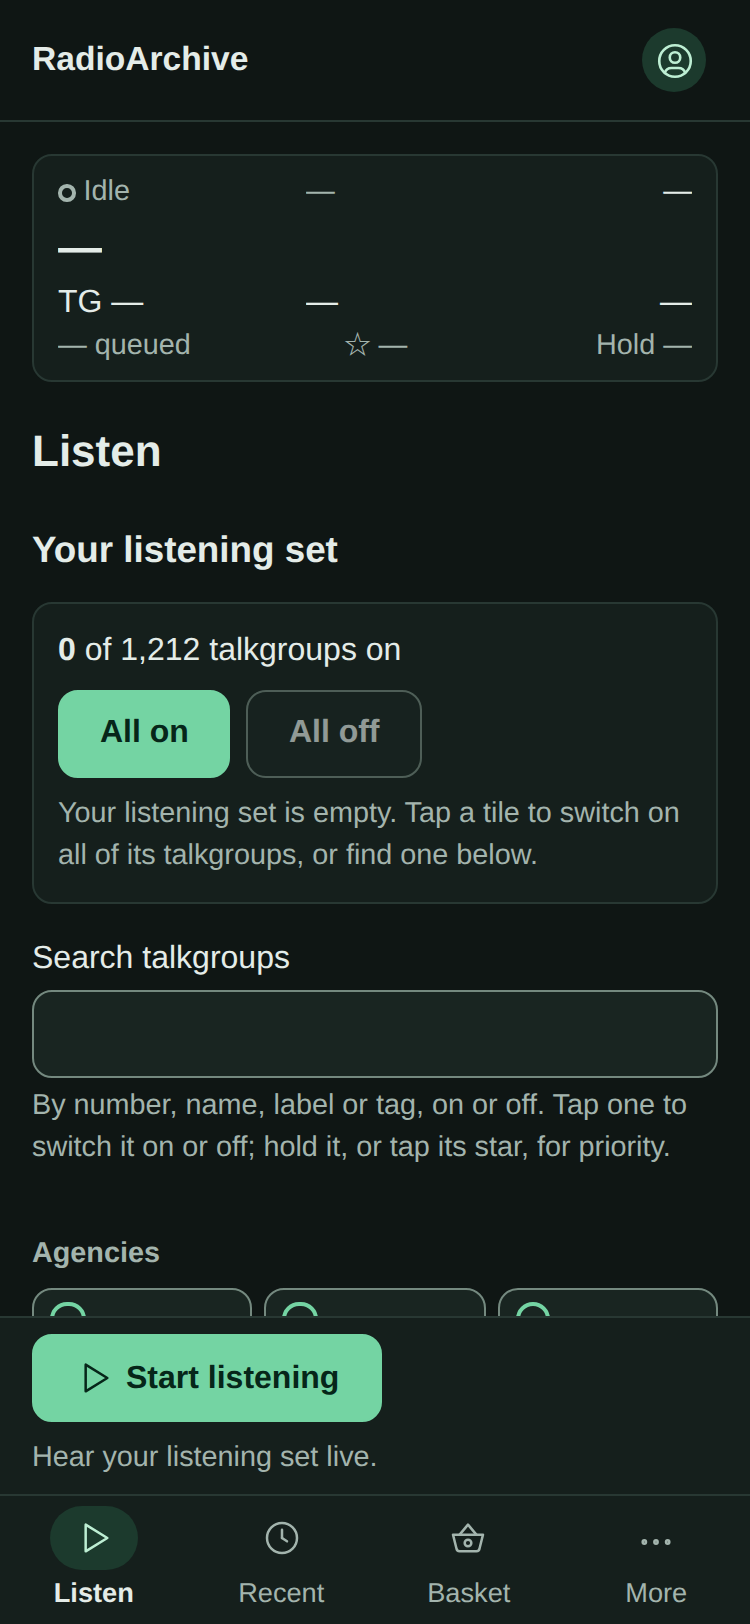 RadioArchive
Idle — —
—
TG — — —
— queued ☆ — Hold —
Listen
Your listening set
0 of 1,212 talkgroups on
All on All off
Your listening set is empty. Tap a tile to switch on
all of its talkgroups, or find one below.
Search talkgroups
By number, name, label or tag, on or off. Tap one to
switch it on or off; hold it, or tap its star, for priority.
Agencies
Start listening
Hear your listening set live.
Listen Recent Basket More